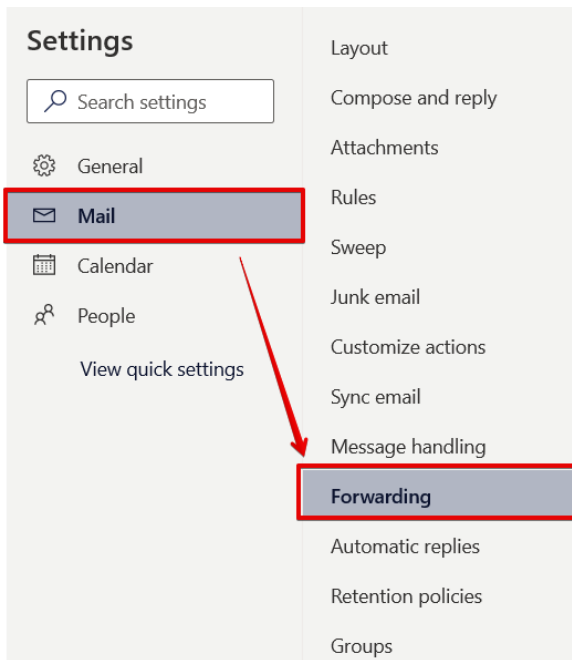 Settings
Search settings
General
Mail
Calendar
People
View quick settings
Layout
Compose and reply
Attachments
Rules
Sweep
Junk email
Customize actions
Sync email
Message handling
Forwarding
Automatic replies
Retention policies
Groups